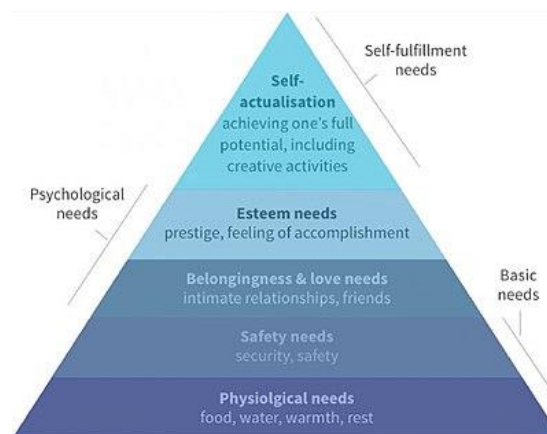 Self-
actualisation
achieving one's full
potential, including
creative activities
Self-fulfillment
needs
Psychological
needs
Esteem needs
prestige, feeling of accomplishment
Belongingness & love needs
intimate relationships, friends
Basic
needs
Safety needs
security, safety
Physiolgical needs
food, water, warmth, rest